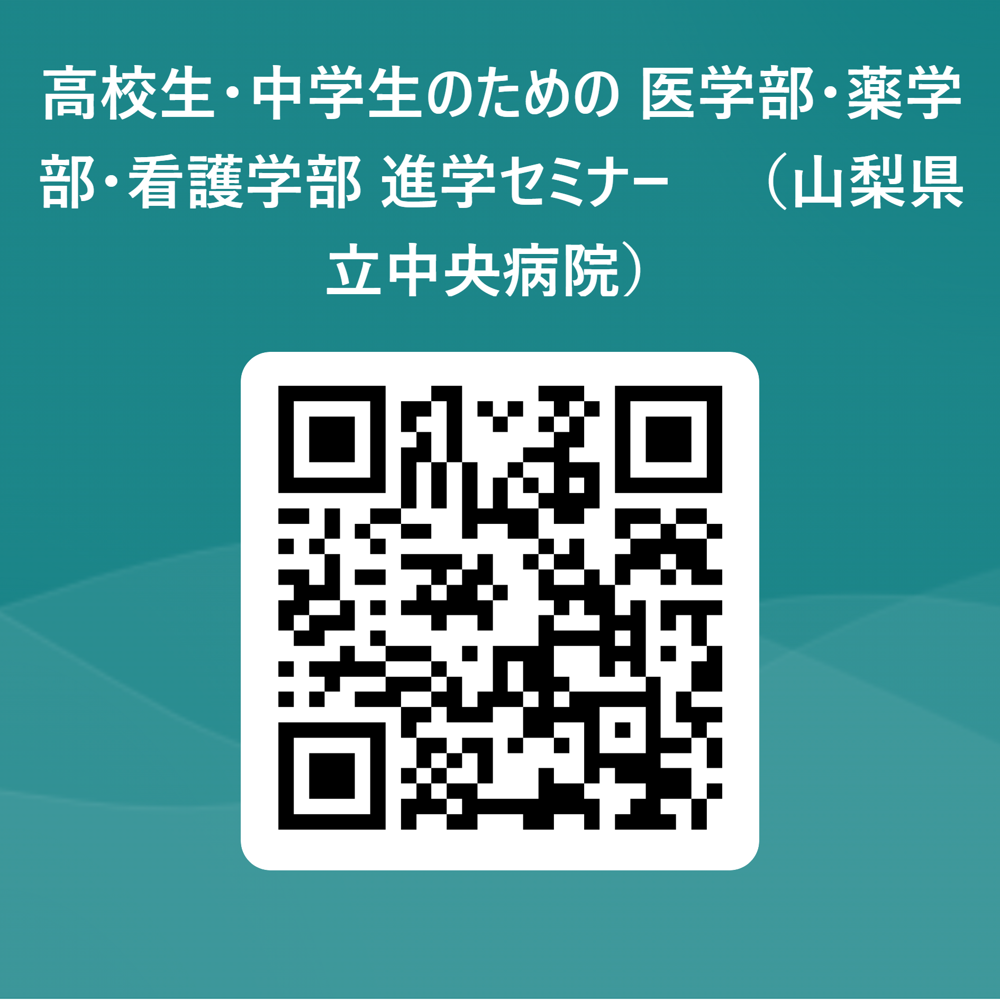 高校生・中学生のための 医学部・薬学
部・看護学部 進学セミナー　（山梨県
立中央病院）